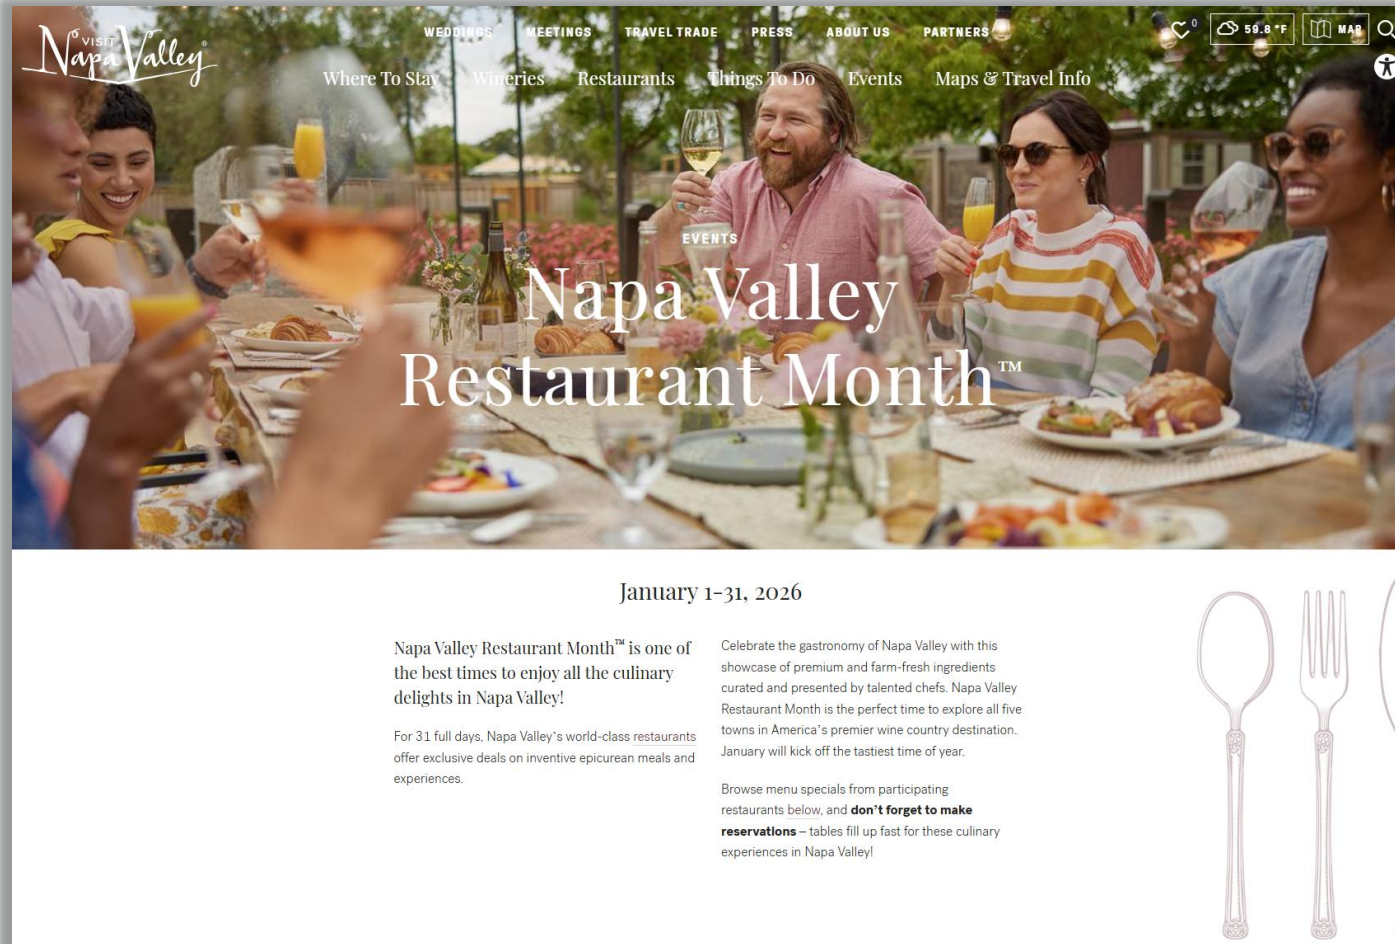 VISIT
Napa Valley®
WEDDINGS MEETINGS TRAVEL TRADE PRESS ABOUT US PARTNERS
0
59.8 °F
MAP
Where To Stay Wineries Restaurants Things To Do Events Maps & Travel Info
EVENTS
Napa Valley
Restaurant Month™
January 1-31, 2026
Napa Valley Restaurant Month™ is one of
the best times to enjoy all the culinary
delights in Napa Valley!
For 31 full days, Napa Valley's world-class restaurants
offer exclusive deals on inventive epicurean meals and
experiences.
Celebrate the gastronomy of Napa Valley with this
showcase of premium and farm-fresh ingredients
curated and presented by talented chefs. Napa Valley
Restaurant Month is the perfect time to explore all five
towns in America's premier wine country destination.
January will kick off the tastiest time of year.
Browse menu specials from participating
restaurants below, and don't forget to make
reservations – tables fill up fast for these culinary
experiences in Napa Valley!